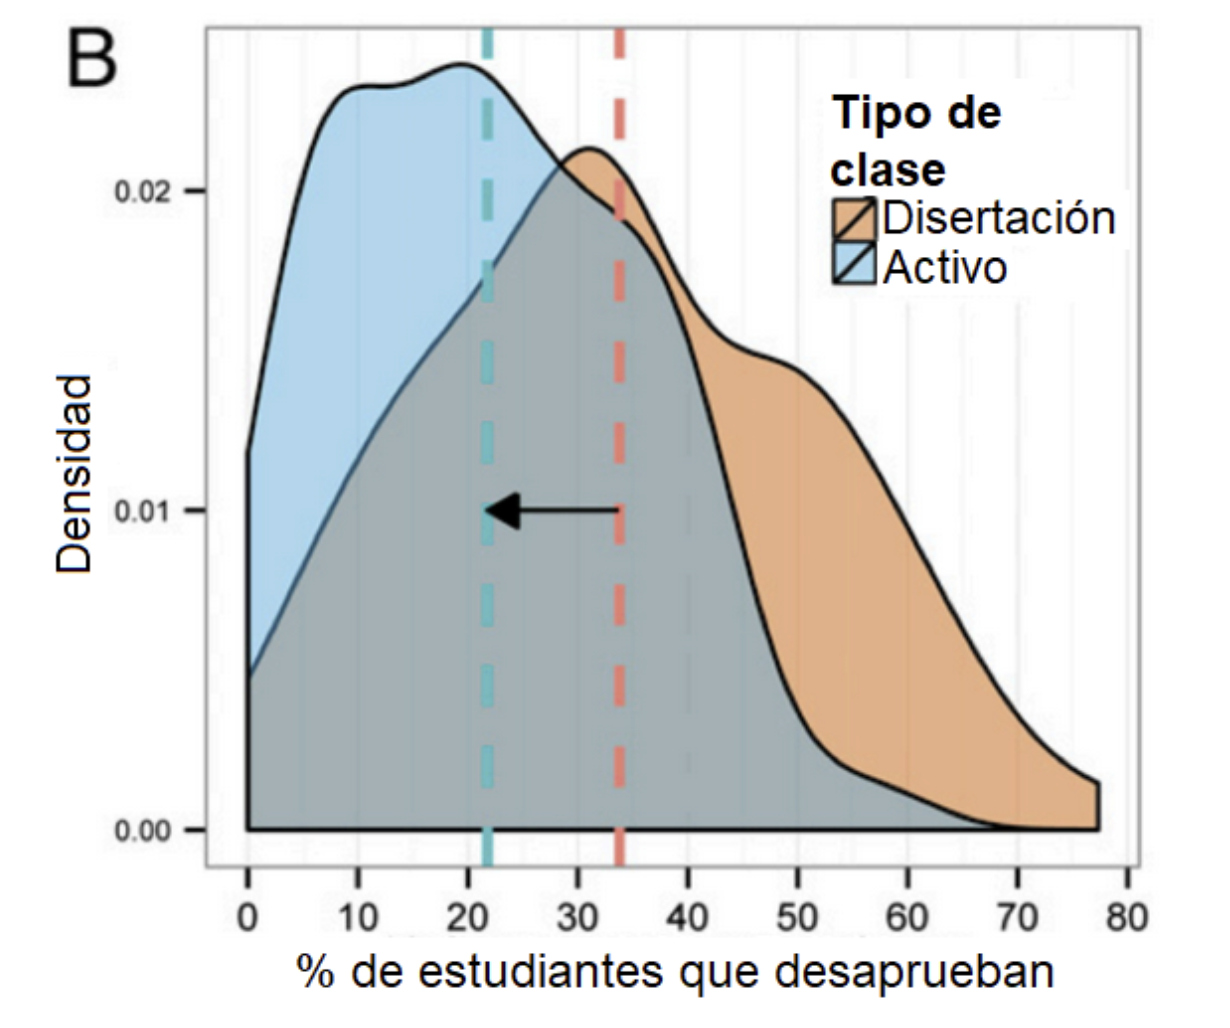 B
Tipo de
clase
Disertación
Activo
Densidad
0.02
0.01
0.00
0 10 20 30 40 50 60 70 80
% de estudiantes que desaprueban